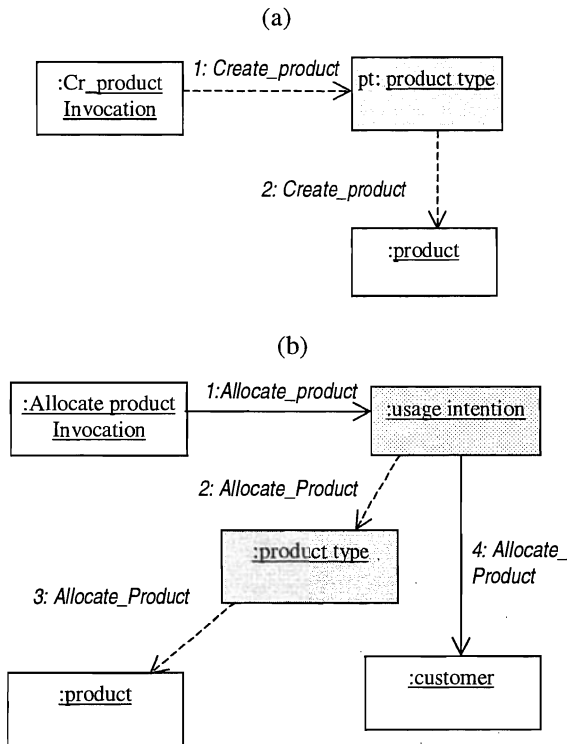 (a)
1: Create_product
:Cr_product
Invocation
pt: product type
2: Create_product
:product
(b)
1:Allocate_product
:Allocate product
Invocation
:usage intention
2: Allocate_Product
:product type
4: Allocate_
Product
3: Allocate_Product
:product
:customer